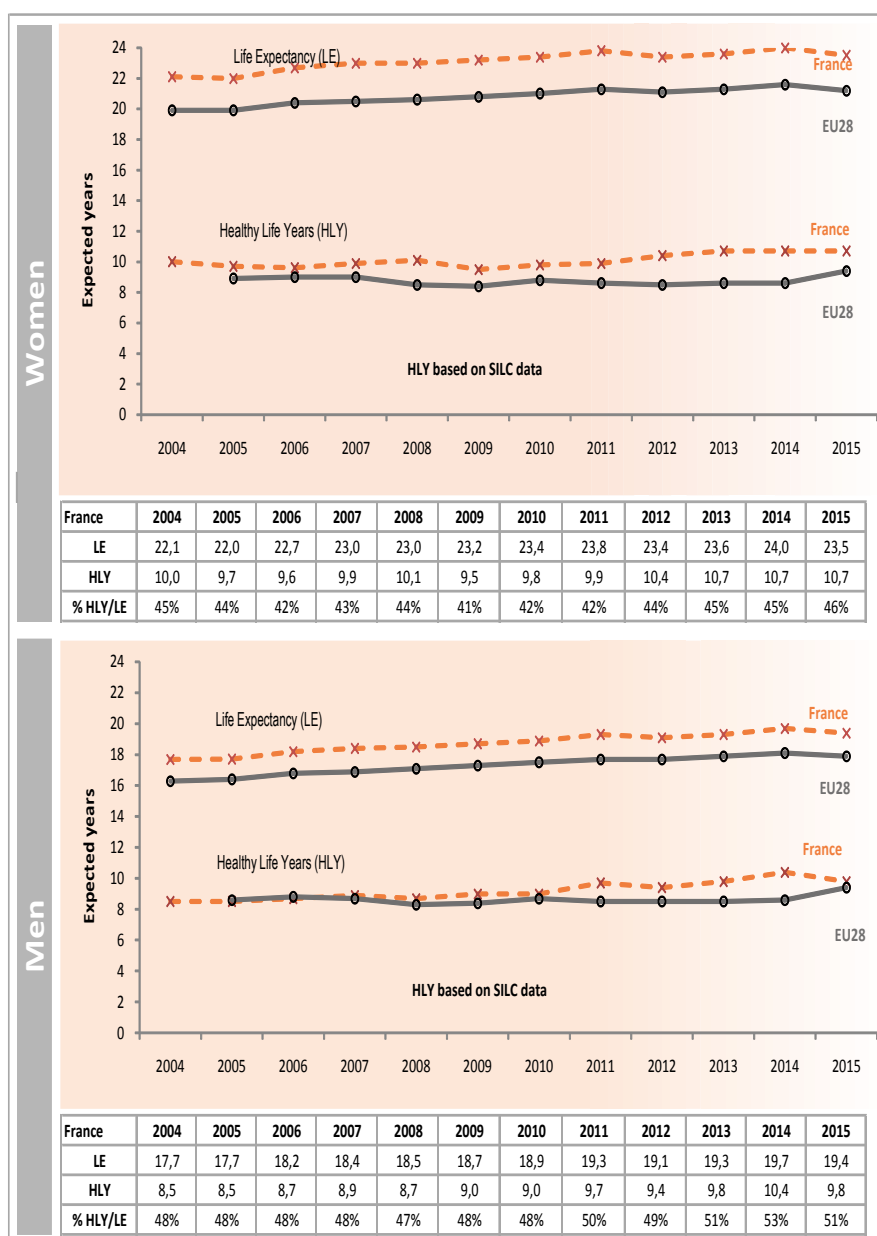 Women
24
22
20
18
16
14
12
10
8
6
4
2
0
Expected years
Life Expectancy (LE)
France
EU28
Healthy Life Years (HLY)
France
EU28
HLY based on SILC data
2004 2005 2006 2007 2008 2009 2010 2011 2012 2013 2014 2015
France 2004 2005 2006 2007 2008 2009 2010 2011 2012 2013 2014 2015
LE 22,1 22,0 22,7 23,0 23,0 23,2 23,4 23,8 23,4 23,6 24,0 23,5
HLY 10,0 9,7 9,6 9,9 10,1 9,5 9,8 9,9 10,4 10,7 10,7 10,7
% HLY/LE 45% 44% 42% 43% 44% 41% 42% 42% 44% 45% 45% 46%
Men
24
22
20
18
16
14
12
10
8
6
4
2
0
Expected years
Life Expectancy (LE)
France
EU28
Healthy Life Years (HLY)
France
EU28
HLY based on SILC data
2004 2005 2006 2007 2008 2009 2010 2011 2012 2013 2014 2015
France 2004 2005 2006 2007 2008 2009 2010 2011 2012 2013 2014 2015
LE 17,7 17,7 18,2 18,4 18,5 18,7 18,9 19,3 19,1 19,3 19,7 19,4
HLY 8,5 8,5 8,7 8,9 8,7 9,0 9,0 9,7 9,4 9,8 10,4 9,8
% HLY/LE 48% 48% 48% 48% 47% 48% 48% 50% 49% 51% 53% 51%